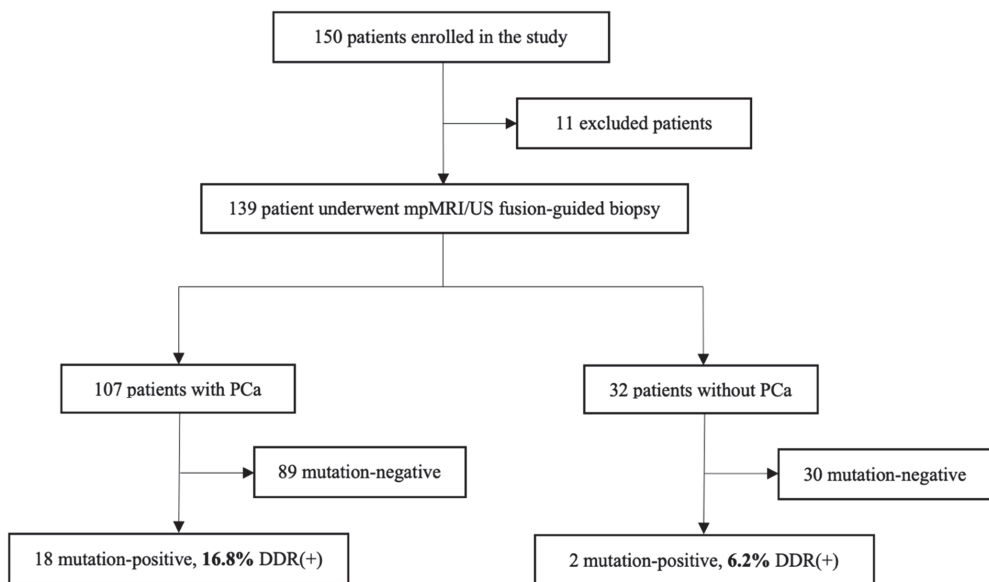 150 patients enrolled in the study
11 excluded patients
139 patient underwent mpMRI/US fusion-guided biopsy
107 patients with PCa
32 patients without PCa
89 mutation-negative
30 mutation-negative
18 mutation-positive, 16.8% DDR(+)
2 mutation-positive, 6.2% DDR(+)